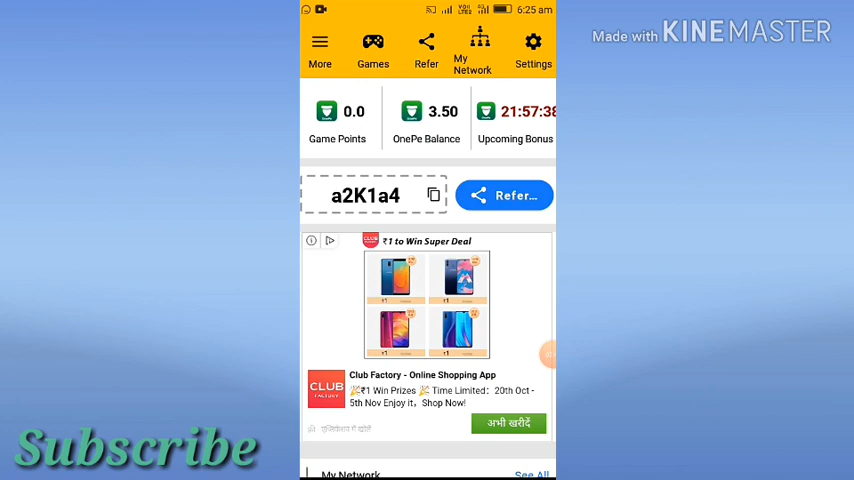 6:25 am
Made with KINEMASTER
More
Games
Refer
My Network
Settings
0.0
3.50
21:57:38
Game Points
OnePe Balance
Upcoming Bonus
a2K1a4
Refer...
₹1 to Win Super Deal
Club Factory - Online Shopping App
CLUB FACTORY
🎉₹1 Win Prizes 🎉 Time Limited: 20th Oct -
5th Nov Enjoy it, Shop Now!
अभी खरीदें
Subscribe
My Network
See All